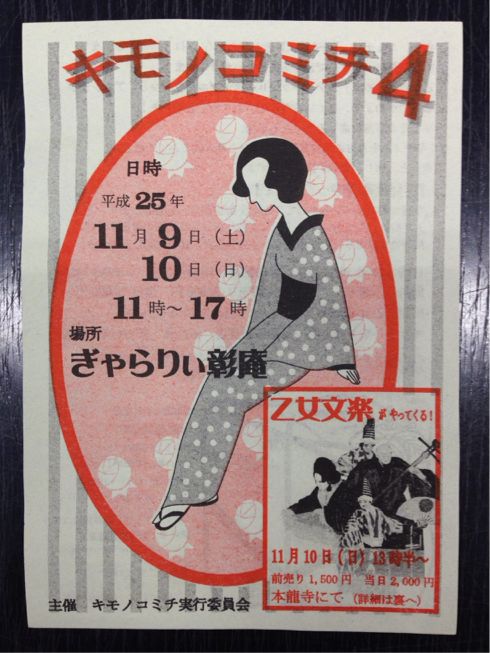 キモノコミチ4
日時
平成25年
11月9日(土)
10日(日)
11時～17時
場所
ぎゃらりい彰庵
乙女文楽がやってくる!
11月10日(日)13時半～
前売り1,500円 当日2,000円
本龍寺にて (詳細は裏へ)
主催 キモノコミチ実行委員会